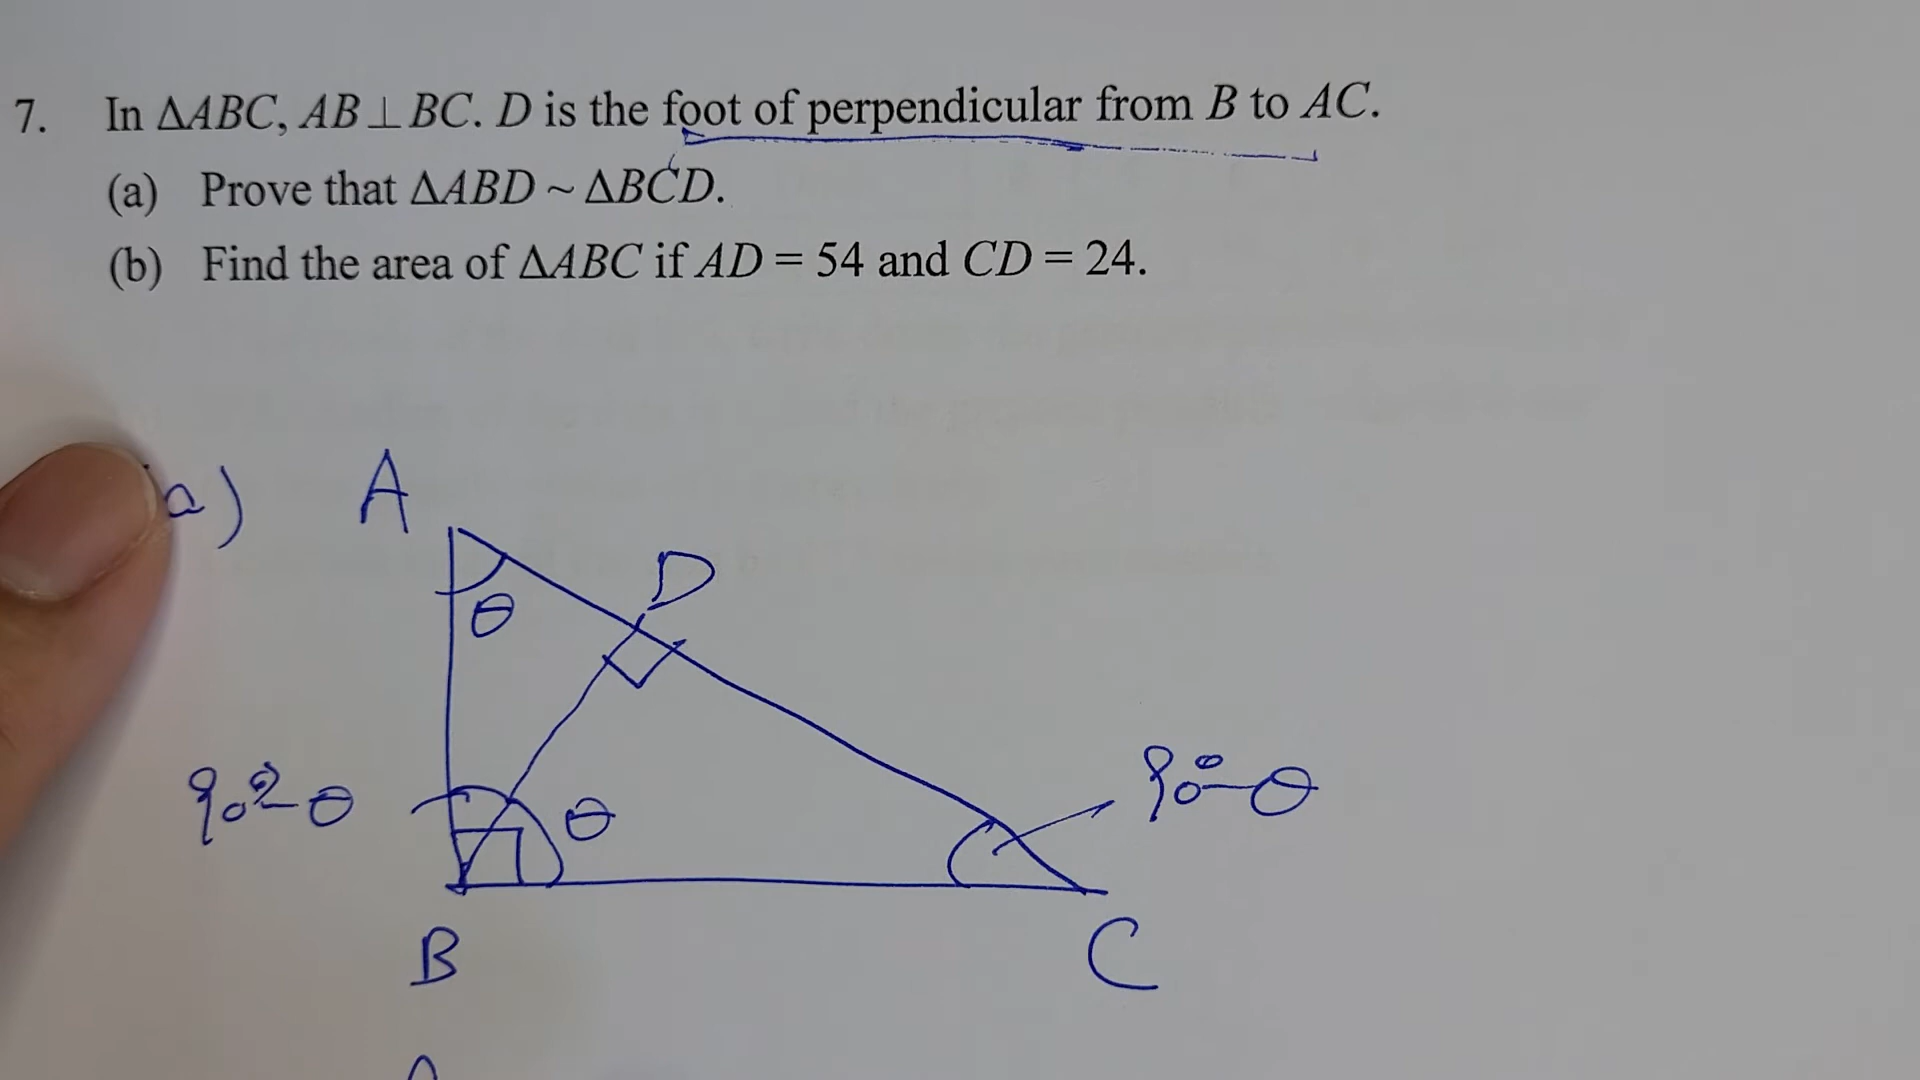 7. In ΔABC, AB⊥BC. D is the foot of perpendicular from B to AC.
(a) Prove that ΔABD ~ ΔBCD.
(b) Find the area of ΔABC if AD = 54 and CD = 24.
a)
A
D
θ
90°-θ
θ
90°-θ
B
C